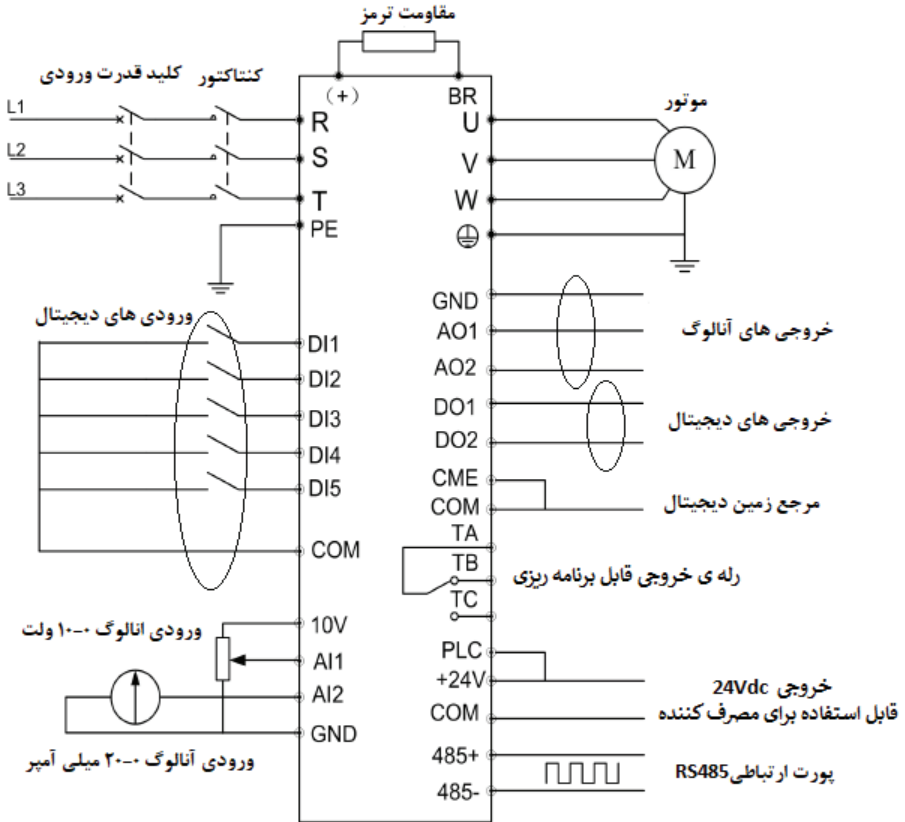 مقاومت ترمز
کلید قدرت ورودی
کنتاکتور
موتور
(+)
BR
L1
R
U
L2
S
V
M
L3
T
W
PE
GND
ورودی های دیجیتال
AO1
خروجی های آنالوگ
DI1
AO2
DI2
DO1
DI3
خروجی های دیجیتال
DO2
DI4
CME
DI5
COM
مرجع زمین دیجیتال
TA
COM
TB
رله ی خروجی قابل برنامه ریزی
TC
10V
ورودی انالوگ ۰-۱۰ ولت
PLC
AI1
+24V
خروجی 24Vdc
AI2
COM
قابل استفاده برای مصرف کننده
GND
485+
ورودی آنالوگ ۰-۲۰ میلی آمپر
پورت ارتباطی RS485
485-